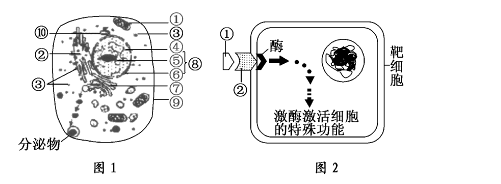 ①
⑩
③
④
②
⑤
⑧
⑥
③
⑦
⑨
分泌物
图1
①
酶
②
靶细胞
激酶激活细胞
的特殊功能
图2